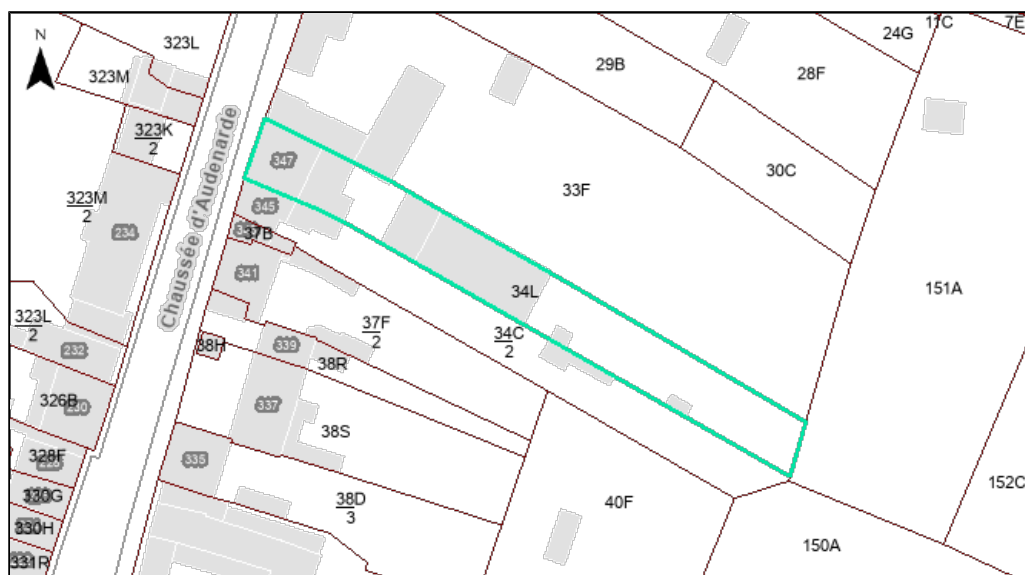 N
323L
323M
323K
2
323M
2
234
Chaussée d'Audenarde
347
345
37B
341
323L
2
232
326B
230
328F
228
330G
330H
331R
38H
339
37F
2
38R
337
38S
335
38D
3
34L
34C
2
33F
29B
28F
24G
11C
7E
30C
151A
152C
40F
150A